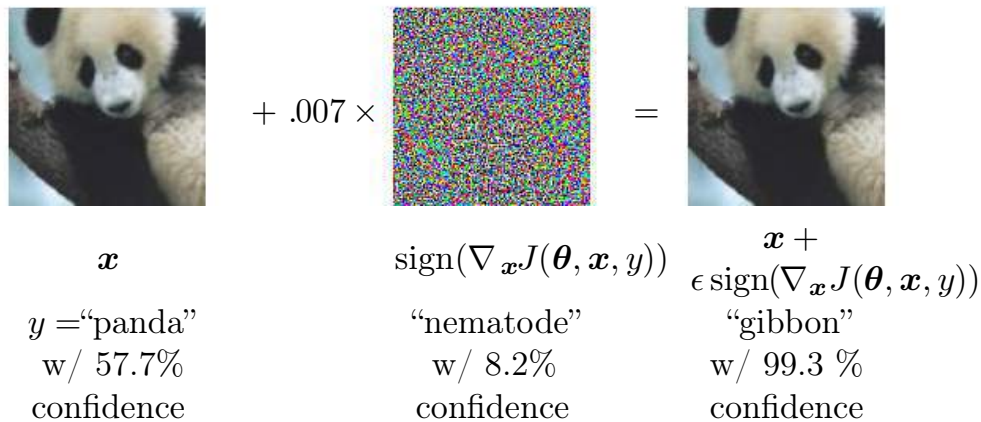 + .007 × =
x
sign(∇ₓJ(θ, x, y))
x +
ϵ sign(∇ₓJ(θ, x, y))
y =“panda”
w/ 57.7%
confidence
“nematode”
w/ 8.2%
confidence
“gibbon”
w/ 99.3 %
confidence